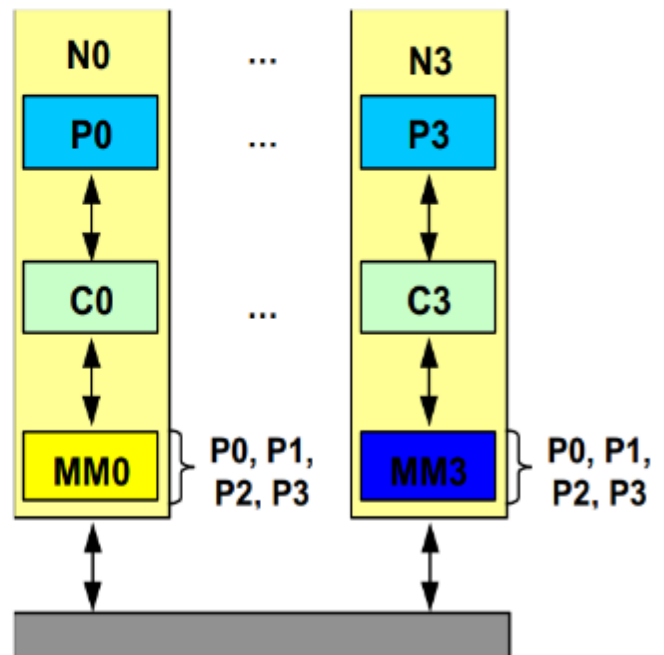 N0 ... N3
P0 ... P3
C0 ... C3
MM0 P0, P1, P2, P3
MM3 P0, P1, P2, P3